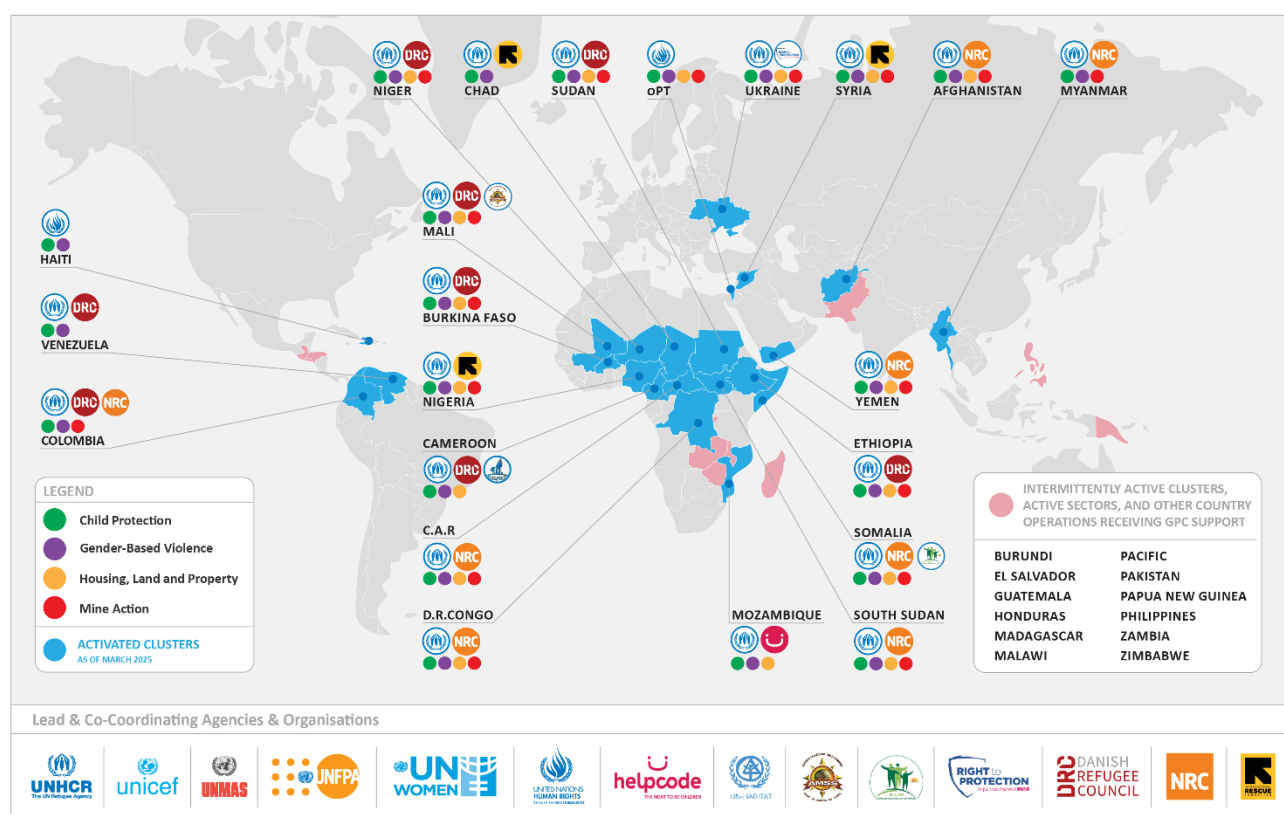 DRC
NIGER
CHAD
DRC
SUDAN
oPT
UKRAINE
SYRIA
NRC
AFGHANISTAN
NRC
MYANMAR
DRC
MALI
HAITI
DRC
BURKINA FASO
DRC
VENEZUELA
NIGERIA
NRC
YEMEN
DRC NRC
COLOMBIA
CAMEROON
DRC
ETHIOPIA
DRC
LEGEND
Child Protection
Gender-Based Violence
Housing, Land and Property
Mine Action
ACTIVATED CLUSTERS
AS OF MARCH 2025
C.A.R
NRC
SOMALIA
NRC
D.R.CONGO
NRC
MOZAMBIQUE
SOUTH SUDAN
NRC
INTERMITTENTLY ACTIVE CLUSTERS,
ACTIVE SECTORS, AND OTHER COUNTRY
OPERATIONS RECEIVING GPC SUPPORT
BURUNDI
EL SALVADOR
GUATEMALA
HONDURAS
MADAGASCAR
MALAWI
PACIFIC
PAKISTAN
PAPUA NEW GUINEA
PHILIPPINES
ZAMBIA
ZIMBABWE
Lead & Co-Coordinating Agencies & Organisations
UNHCR
The UN Refugee Agency
unicef
UNMAS
UNFPA
UN
WOMEN
UNITED NATIONS
HUMAN RIGHTS
helpcode
THE RIGHT TO BE CHILDREN
UN-HABITAT
AMSS
RIGHT to
PROTECTION
DRC DANISH
REFUGEE
COUNCIL
NRC
RESCUE